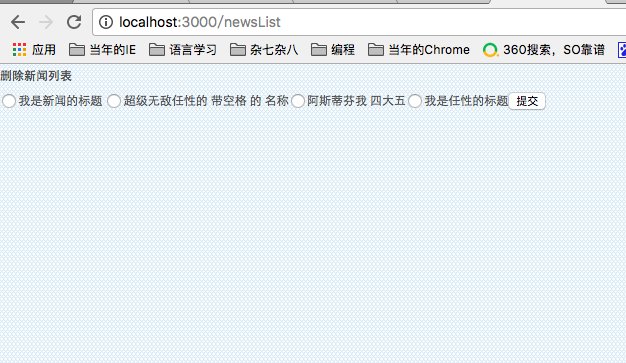 localhost:3000/newsList
应用 当年的IE 语言学习 杂七杂八 编程 当年的Chrome 360搜索，SO靠谱
删除新闻列表
我是新闻的标题 超级无敌任性的 带空格 的 名称 阿斯蒂芬我 四大五 我是任性的标题 提交